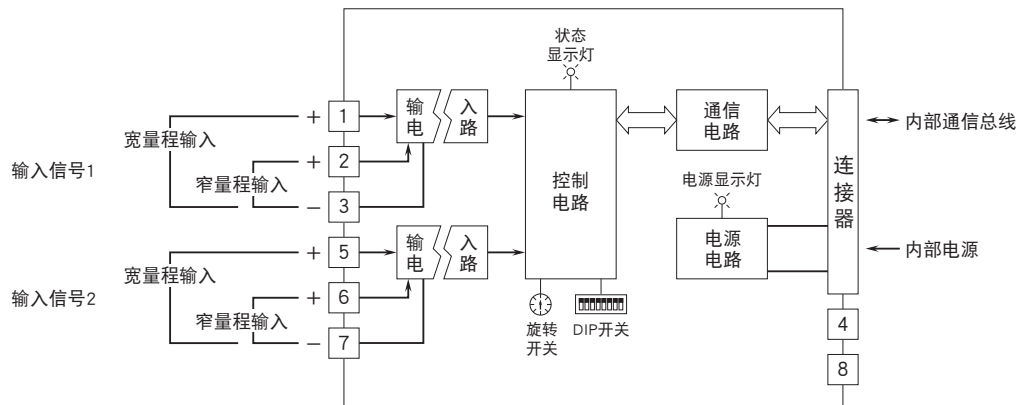 状态
显示灯
输入信号1
宽量程输入
窄量程输入
+ 1
+ 2
− 3
输 入
电 路
输入信号2
宽量程输入
窄量程输入
+ 5
+ 6
− 7
输 入
电 路
控制
电路
旋转
开关
DIP开关
通信
电路
电源显示灯
电源
电路
连接器
内部通信总线
内部电源
4
8